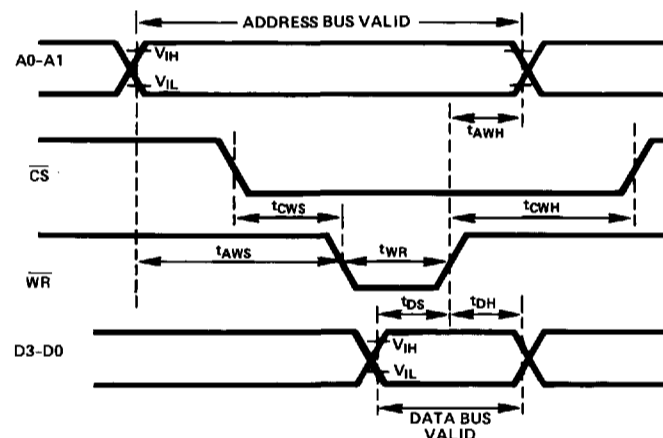 ADDRESS BUS VALID
A0–A1
VIH
VIL
tAWH
CS
tCWS
tCWH
tAWS
tWR
WR
tDS
tDH
D3–D0
VIH
VIL
DATA BUS
VALID